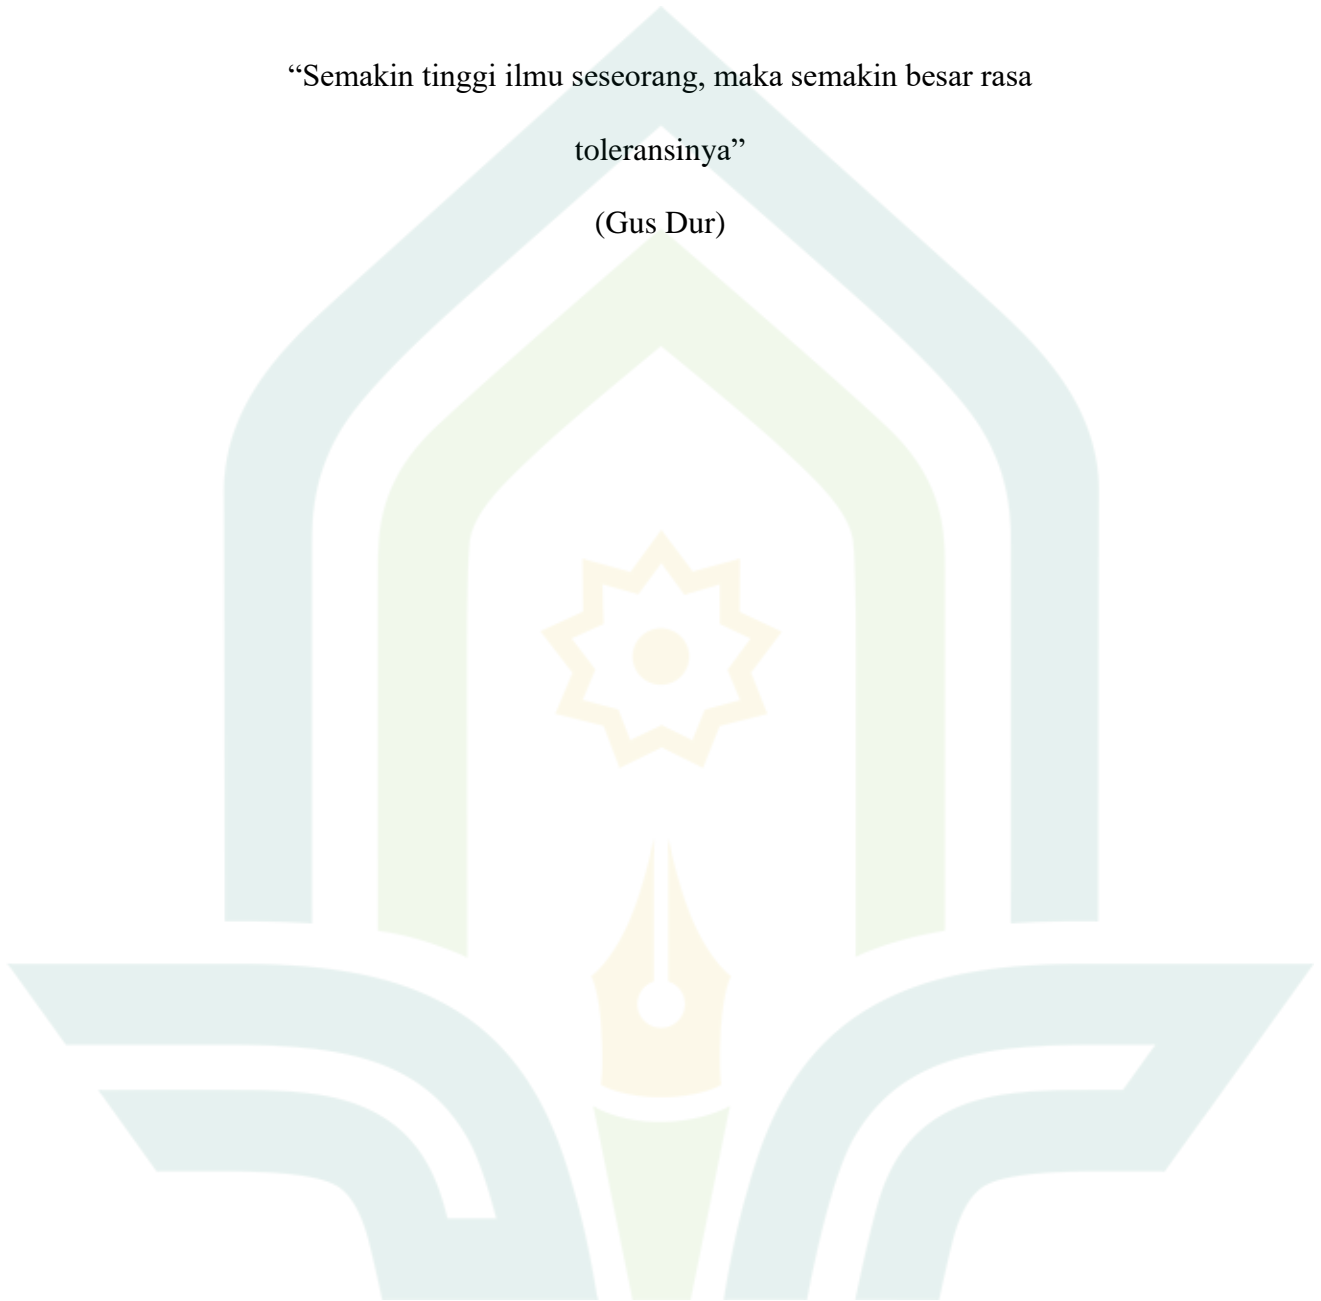 “Semakin tinggi ilmu seseorang, maka semakin besar rasa
toleransinya”
(Gus Dur)